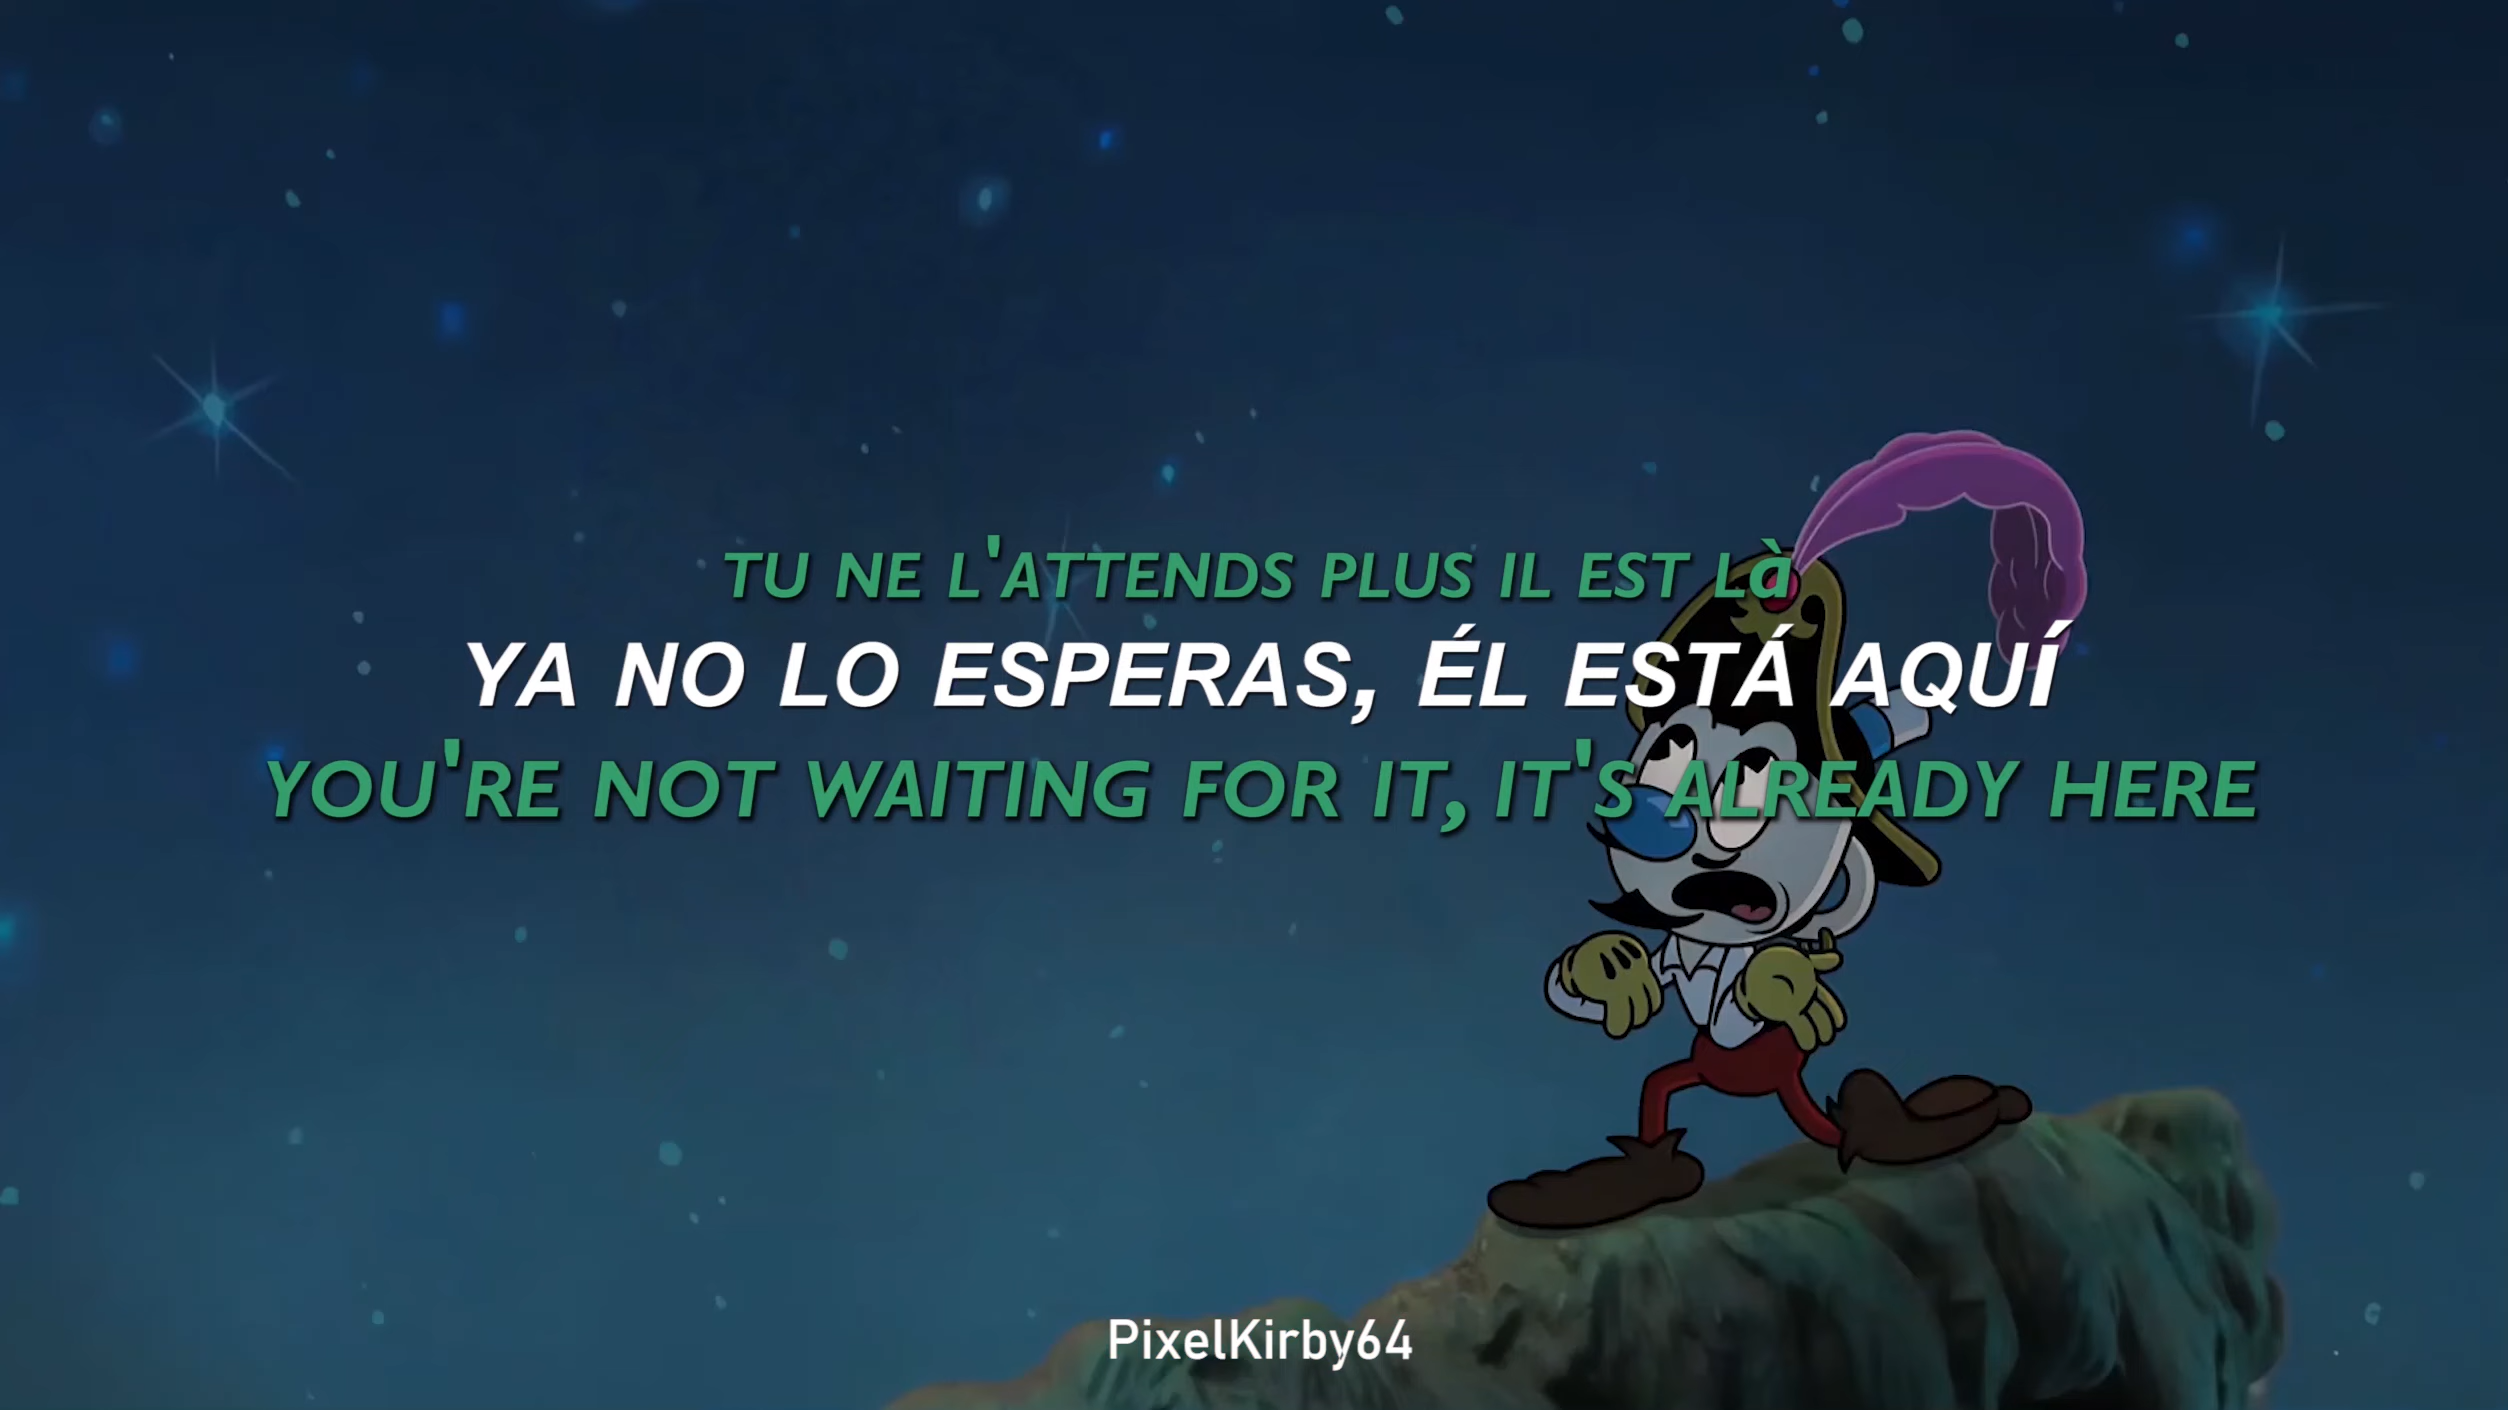 TU NE L'ATTENDS PLUS IL EST Là
YA NO LO ESPERAS, ÉL ESTÁ AQUÍ
YOU'RE NOT WAITING FOR IT, IT'S ALREADY HERE
PixelKirby64